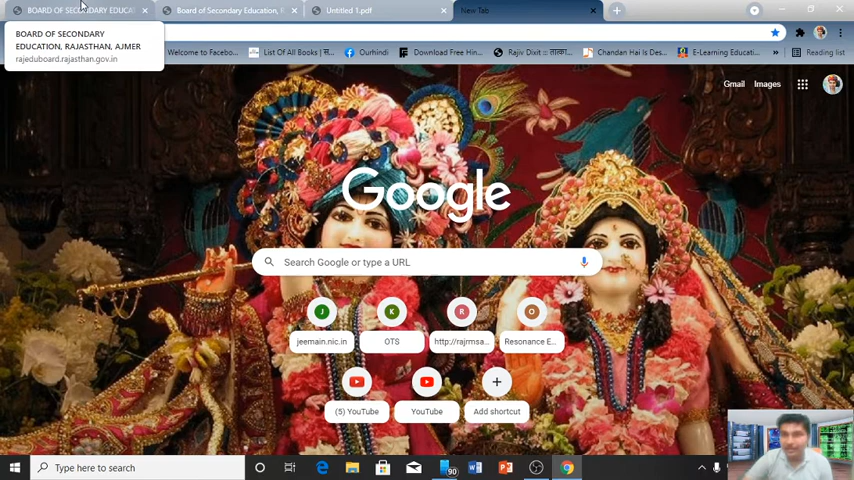 BOARD OF SECONDARY EDUCAT
Board of Secondary Education, R
Untitled 1.pdf
New Tab
BOARD OF SECONDARY
EDUCATION, RAJASTHAN, AJMER
rajeduboard.rajasthan.gov.in
Welcome to Facebo...
List Of All Books | S...
Ourhindi
Download Free Hin...
Rajiv Dixit :: तात्का...
Chandan Hai Is Des...
E-Learning Educati...
»
Reading list
Gmail
Images
Google
Search Google or type a URL
J
K
R
O
jeemain.nic.in
OTS
http://rajrmsa...
Resonance E...
(5) YouTube
YouTube
Add shortcut
Type here to search
90